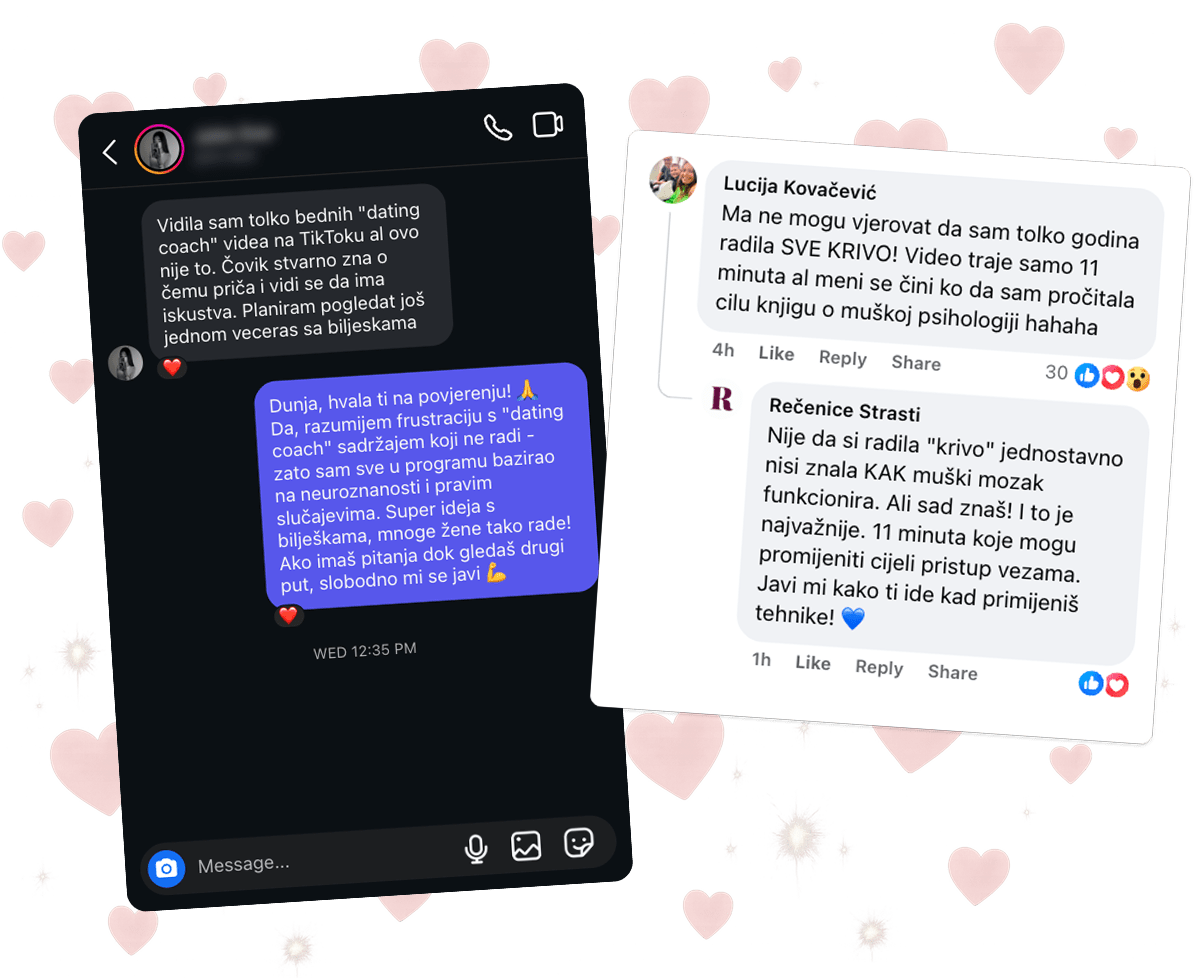 Vidila sam tolko bednih "dating
coach" videa na TikToku al ovo
nije to. Čovik stvarno zna o
čemu priča i vidi se da ima
iskustva. Planiram pogledat još
jednom veceras sa biljeskama
Dunja, hvala ti na povjerenju! 🙏
Da, razumijem frustraciju s "dating
coach" sadržajem koji ne radi -
zato sam sve u programu bazirao
na neuroznanosti i pravim
slučajevima. Super ideja s
bilješkama, mnoge žene tako rade!
Ako imaš pitanja dok gledaš drugi
put, slobodno mi se javi 💪
WED 12:35 PM
Message...
Lucija Kovačević
Ma ne mogu vjerovat da sam tolko godina
radila SVE KRIVO! Video traje samo 11
minuta al meni se čini ko da sam pročitala
cilu knjigu o muškoj psihologiji hahaha
4h Like Reply Share 30
R
Rečenice Strasti
Nije da si radila "krivo" jednostavno
nisi znala KAK muški mozak
funkcionira. Ali sad znaš! I to je
najvažnije. 11 minuta koje mogu
promijeniti cijeli pristup vezama.
Javi mi kako ti ide kad primijeniš
tehnike! 💙
1h Like Reply Share